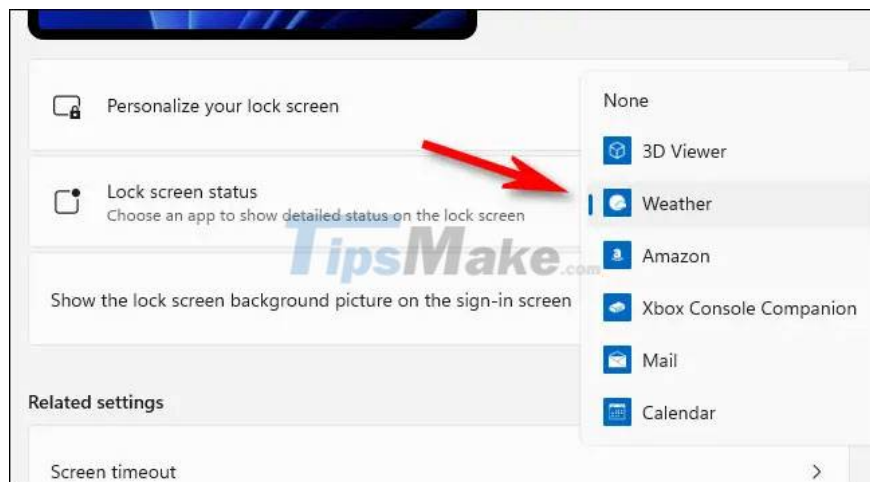 Personalize your lock screen
Lock screen status
Choose an app to show detailed status on the lock screen
TipsMake.com
Show the lock screen background picture on the sign-in screen
None
3D Viewer
Weather
Amazon
Xbox Console Companion
Mail
Calendar
Related settings
Screen timeout